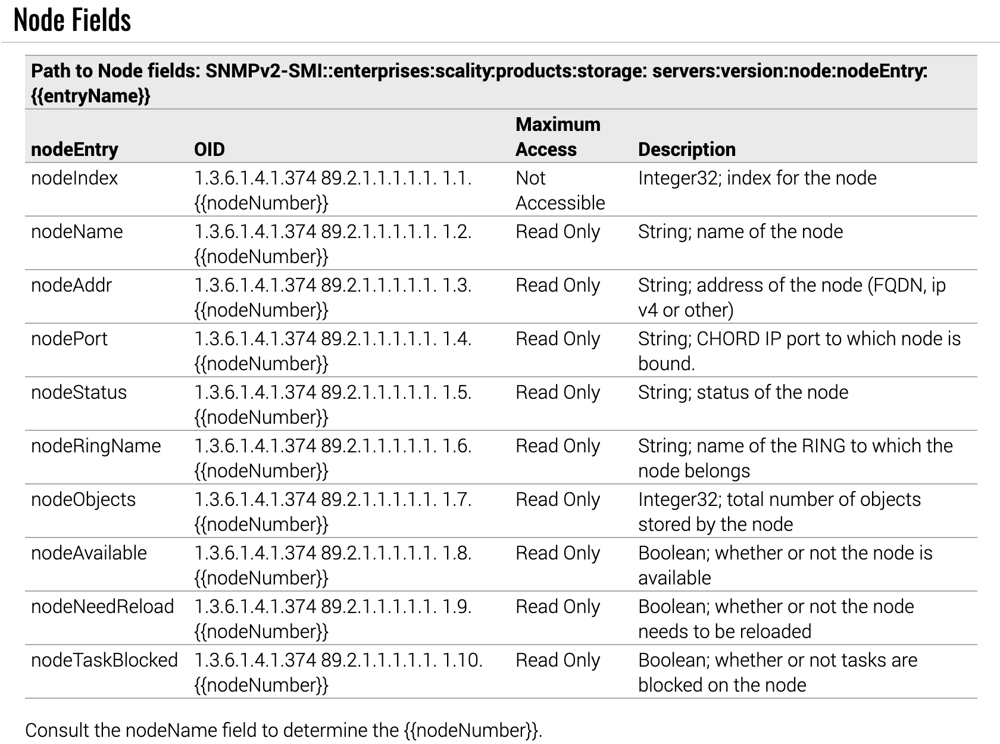 Node Fields
Path to Node fields: SNMPv2-SMI::enterprises:scality:products:storage: servers:version:node:nodeEntry:
{{entryName}}
nodeEntry OID Maximum Access Description
nodeIndex 1.3.6.1.4.1.374 89.2.1.1.1.1.1. 1.1. Not Integer32; index for the node
{{nodeNumber}} Accessible
nodeName 1.3.6.1.4.1.374 89.2.1.1.1.1.1. 1.2. Read Only String; name of the node
{{nodeNumber}}
nodeAddr 1.3.6.1.4.1.374 89.2.1.1.1.1.1. 1.3. Read Only String; address of the node (FQDN, ip
{{nodeNumber}} v4 or other)
nodePort 1.3.6.1.4.1.374 89.2.1.1.1.1.1. 1.4. Read Only String; CHORD IP port to which node is
{{nodeNumber}} bound.
nodeStatus 1.3.6.1.4.1.374 89.2.1.1.1.1.1. 1.5. Read Only String; status of the node
{{nodeNumber}}
nodeRingName 1.3.6.1.4.1.374 89.2.1.1.1.1.1. 1.6. Read Only String; name of the RING to which the
{{nodeNumber}} node belongs
nodeObjects 1.3.6.1.4.1.374 89.2.1.1.1.1.1. 1.7. Read Only Integer32; total number of objects
{{nodeNumber}} stored by the node
nodeAvailable 1.3.6.1.4.1.374 89.2.1.1.1.1.1. 1.8. Read Only Boolean; whether or not the node is
{{nodeNumber}} available
nodeNeedReload 1.3.6.1.4.1.374 89.2.1.1.1.1.1. 1.9. Read Only Boolean; whether or not the node
{{nodeNumber}} needs to be reloaded
nodeTaskBlocked 1.3.6.1.4.1.374 89.2.1.1.1.1.1. 1.10. Read Only Boolean; whether or not tasks are
{{nodeNumber}} blocked on the node
Consult the nodeName field to determine the {{nodeNumber}}.